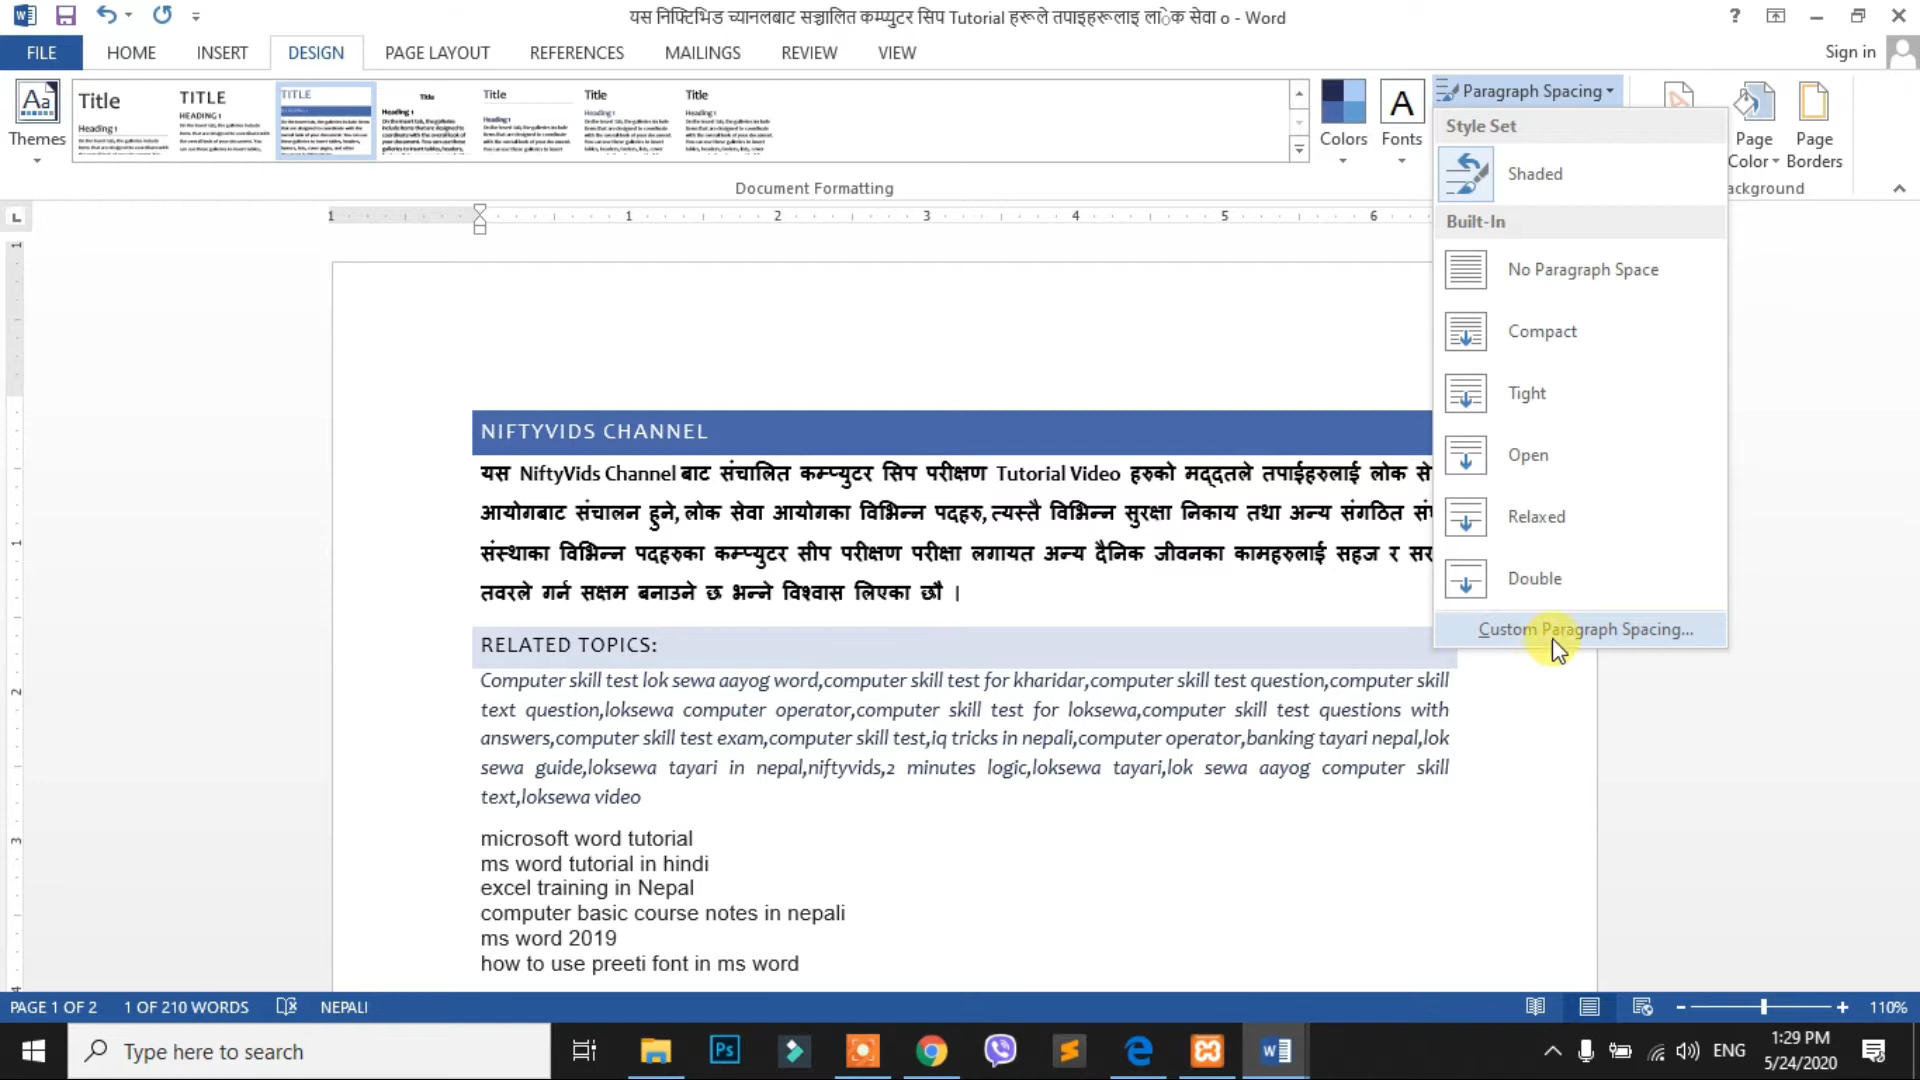 यस निफ्टिभिड च्यानलबाट सञ्चालित कम्प्युटर सिप Tutorial हरूले तपाइहरूलाइ लाेक सेवा ० - Word
FILE HOME INSERT DESIGN PAGE LAYOUT REFERENCES MAILINGS REVIEW VIEW Sign in
Themes
Title
Heading 1
TITLE
HEADING 1
TITLE
Title
Heading 1
Title
Heading 1
Title
Heading 1
Title
Heading 1
Colors
Fonts
Paragraph Spacing
Page Color
Page Borders
Document Formatting
ackground
Style Set
Shaded
Built-In
No Paragraph Space
Compact
Tight
Open
Relaxed
Double
Custom Paragraph Spacing...
1 1 2 3 4 5 6
NIFTYVIDS CHANNEL
यस NiftyVids Channel बाट संचालित कम्प्युटर सिप परीक्षण Tutorial Video हरुको मद्दतले तपाईहरुलाई लोक से
आयोगबाट संचालन हुने, लोक सेवा आयोगका विभिन्न पदहरु, त्यस्तै विभिन्न सुरक्षा निकाय तथा अन्य संगठित सं
संस्थाका विभिन्न पदहरुका कम्प्युटर सीप परीक्षण परीक्षा लगायत अन्य दैनिक जीवनका कामहरुलाई सहज र सर
तवरले गर्न सक्षम बनाउने छ भन्ने विश्वास लिएका छौ ।
RELATED TOPICS:
Computer skill test lok sewa aayog word,computer skill test for kharidar,computer skill test question,computer skill
text question,loksewa computer operator,computer skill test for loksewa,computer skill test questions with
answers,computer skill test exam,computer skill test,iq tricks in nepali,computer operator,banking tayari nepal,lok
sewa guide,loksewa tayari in nepal,niftyvids,2 minutes logic,loksewa tayari,lok sewa aayog computer skill
text,loksewa video
microsoft word tutorial
ms word tutorial in hindi
excel training in Nepal
computer basic course notes in nepali
ms word 2019
how to use preeti font in ms word
PAGE 1 OF 2 1 OF 210 WORDS NEPALI 110%
Type here to search
ENG
1:29 PM
5/24/2020